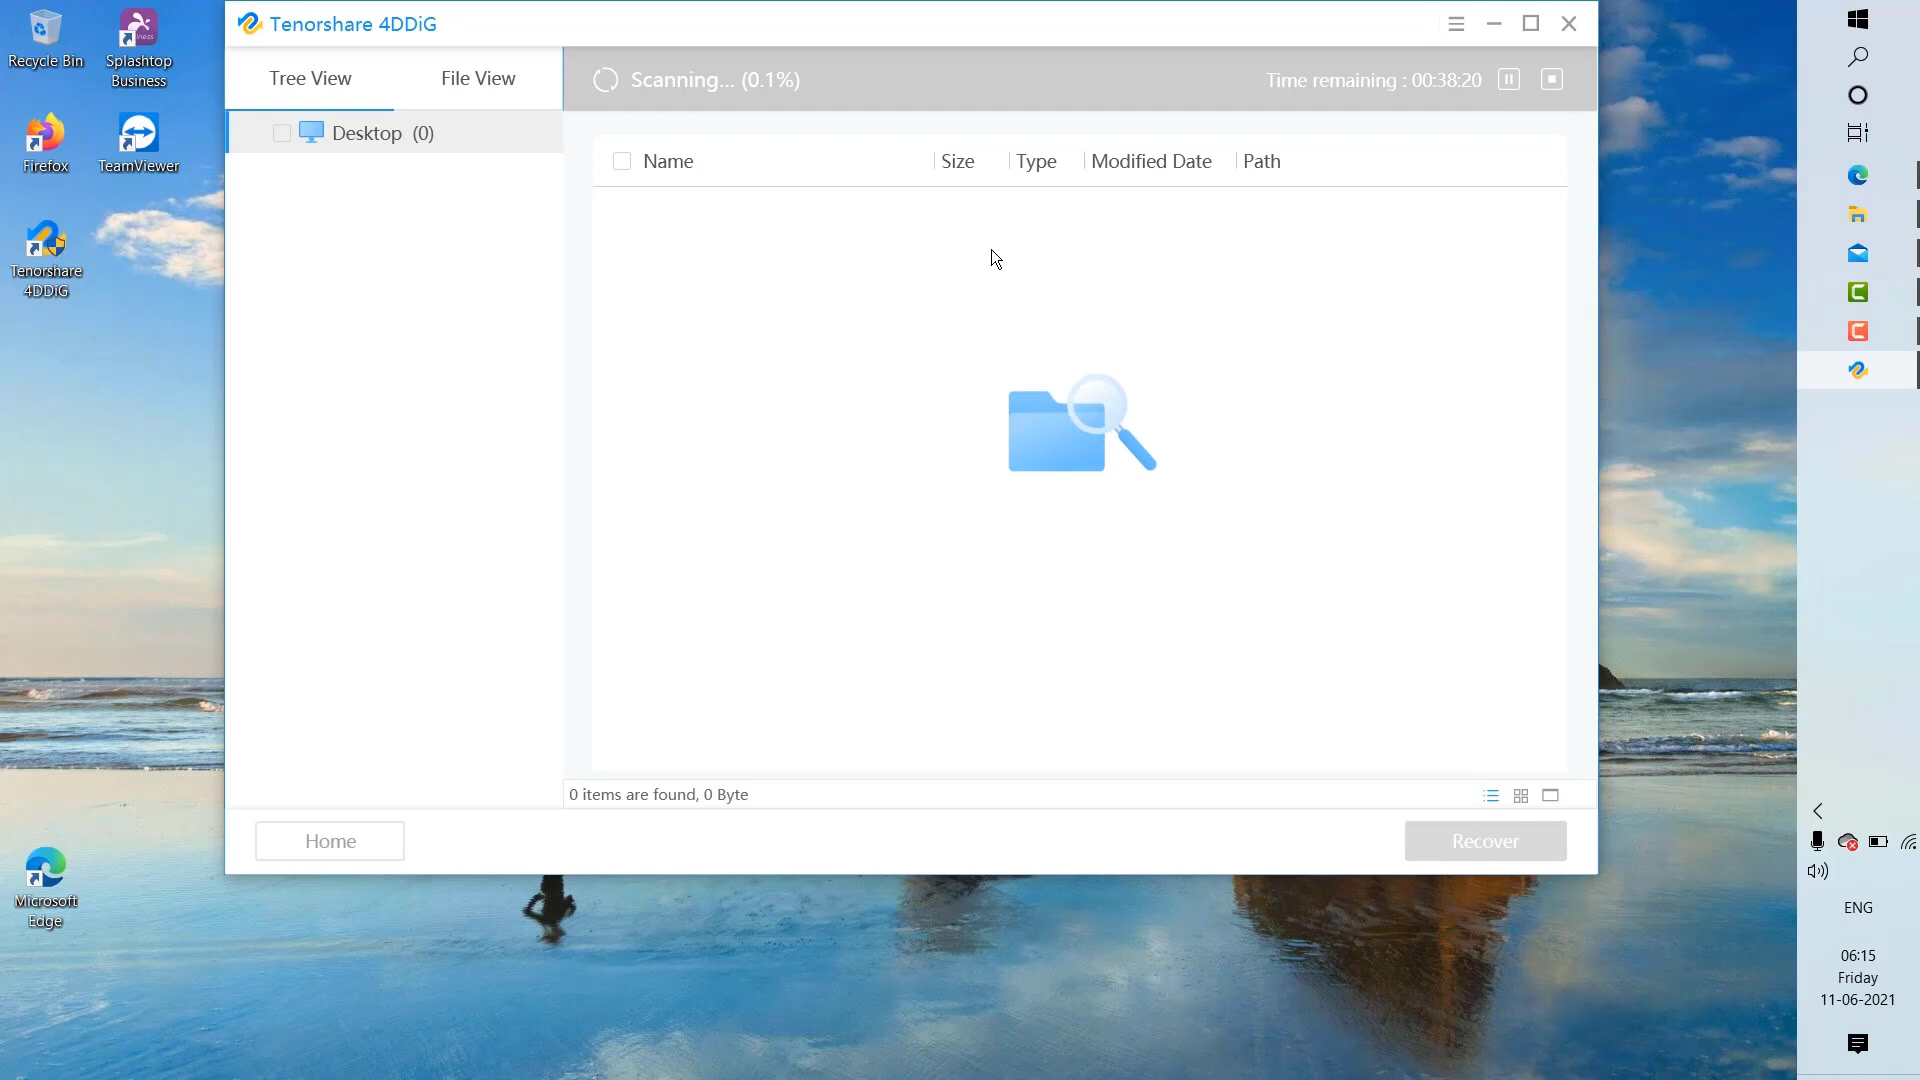 Recycle Bin
Splashtop
Business
Firefox
TeamViewer
Tenorshare
4DDiG
Microsoft
Edge
Tenorshare 4DDiG
Tree View
File View
Scanning... (0.1%)
Time remaining : 00:38:20
Desktop (0)
Name
Size
Type
Modified Date
Path
0 items are found, 0 Byte
Home
Recover
ENG
06:15
Friday
11-06-2021